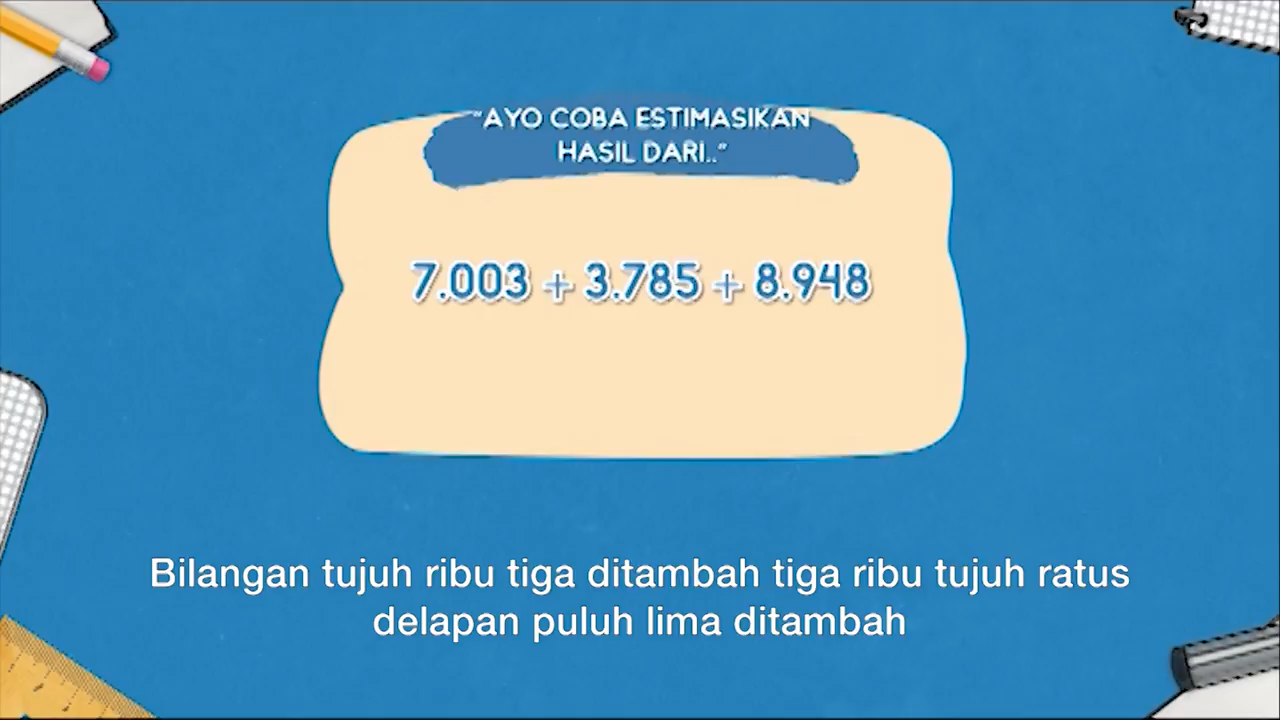 "AYO COBA ESTIMASIKAN
HASIL DARI.."
7.003 + 3.785 + 8.948
Bilangan tujuh ribu tiga ditambah tiga ribu tujuh ratus
delapan puluh lima ditambah